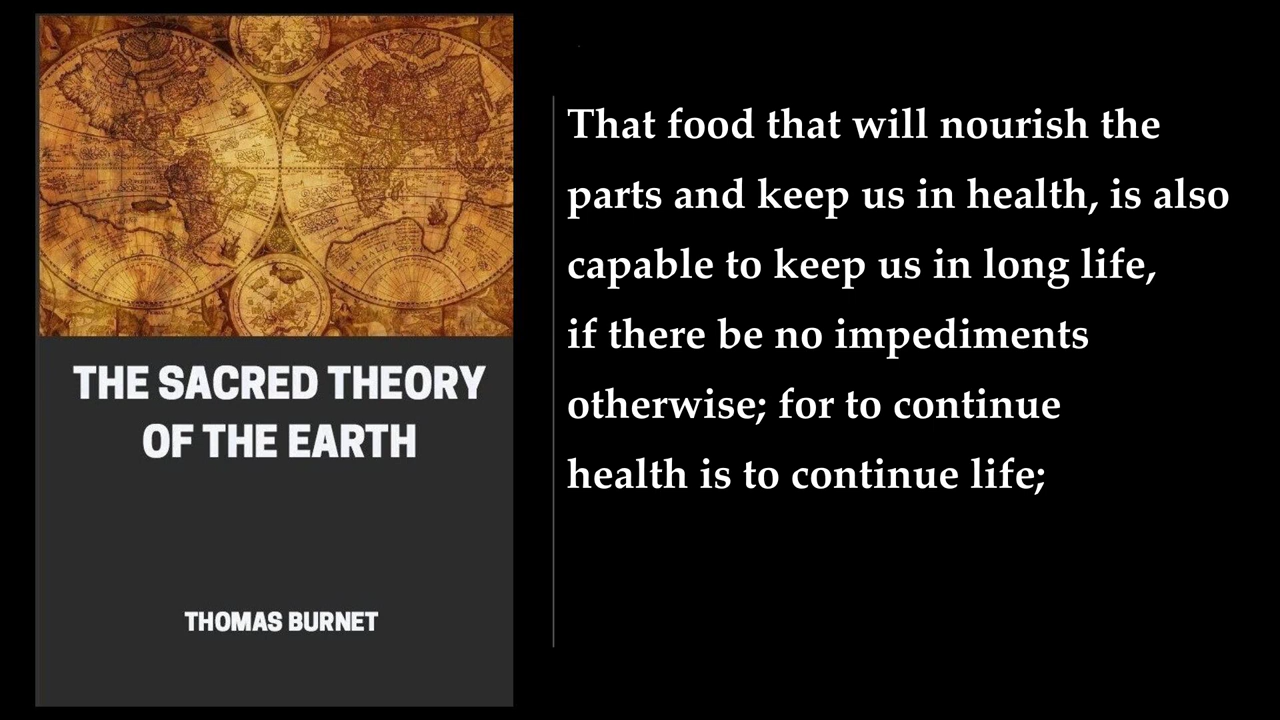 THE SACRED THEORY
OF THE EARTH
THOMAS BURNET
That food that will nourish the
parts and keep us in health, is also
capable to keep us in long life,
if there be no impediments
otherwise; for to continue
health is to continue life;